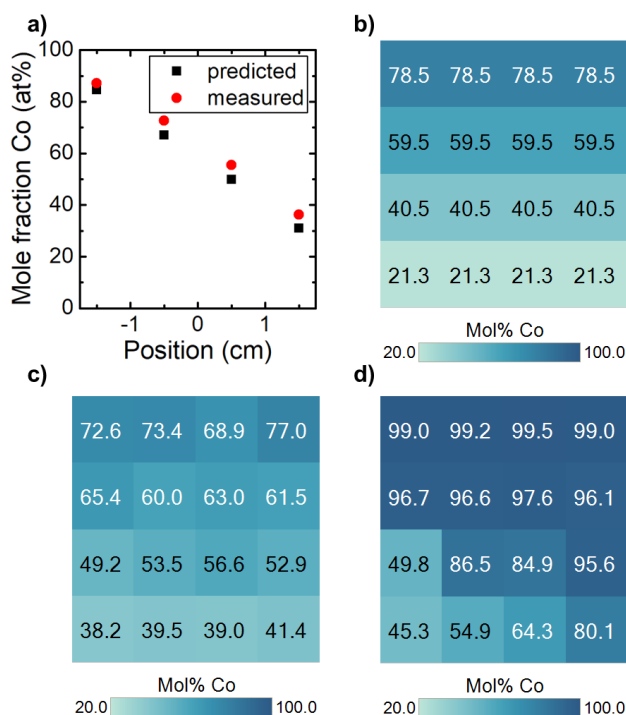 a)
100
80
60
40
20
0
Mole fraction Co (at%)
predicted
measured
-1 0 1
Position (cm)
b)
78.5 78.5 78.5 78.5
59.5 59.5 59.5 59.5
40.5 40.5 40.5 40.5
21.3 21.3 21.3 21.3
Mol% Co
20.0 100.0
c)
72.6 73.4 68.9 77.0
65.4 60.0 63.0 61.5
49.2 53.5 56.6 52.9
38.2 39.5 39.0 41.4
Mol% Co
20.0 100.0
d)
99.0 99.2 99.5 99.0
96.7 96.6 97.6 96.1
49.8 86.5 84.9 95.6
45.3 54.9 64.3 80.1
Mol% Co
20.0 100.0